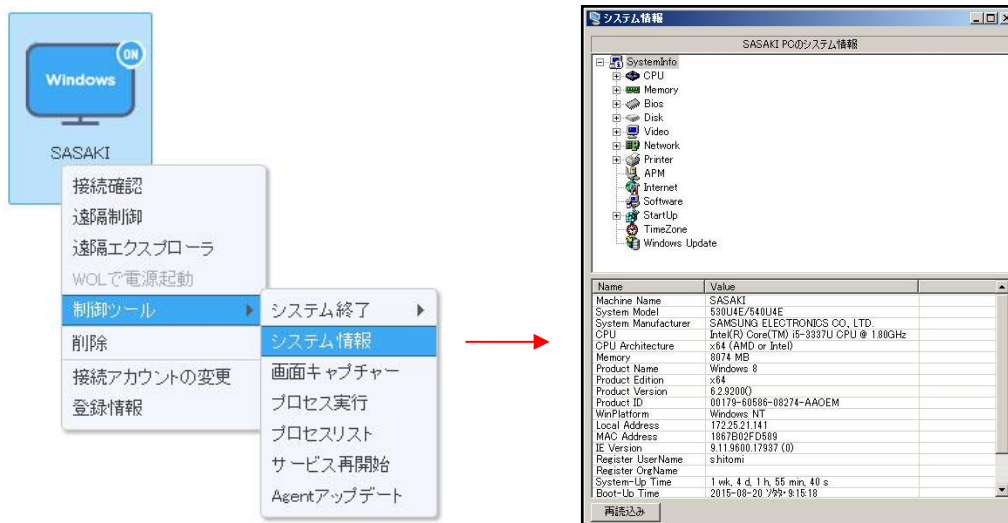 ON
Windows
SASAKI
接続確認
遠隔制御
遠隔エクスプローラ
WOLで電源起動
制御ツール
削除
接続アカウントの変更
登録情報
システム終了
システム情報
画面キャプチャー
プロセス実行
プロセスリスト
サービス再開始
Agentアップデート
システム情報
SASAKI PCのシステム情報
SystemInfo
CPU
Memory
Bios
Disk
Video
Network
Printer
APM
Internet
Software
StartUp
TimeZone
Windows Update
Name Value
Machine Name SASAKI
System Model 530U4E/540U4E
System Manufacturer SAMSUNG ELECTRONICS CO., LTD.
CPU Intel(R) Core(TM) i5-3337U CPU @ 1.80GHz
CPU Architecture x64 (AMD or Intel)
Memory 8074 MB
Product Name Windows 8
Product Edition x64
Product Version 6.2.9200()
Product ID 00179-60586-08274-AAOEM
WinPlatform Windows NT
Local Address 172.25.21.141
MAC Address 1867B02FD589
IE Version 9.11.9600.17937 (0)
Register UserName shitomi
Register OrgName
System-Up Time 1 wk, 4 d, 1 h, 55 min, 40 s
Boot-Up Time 2015-08-20 9:15:18
再読込み